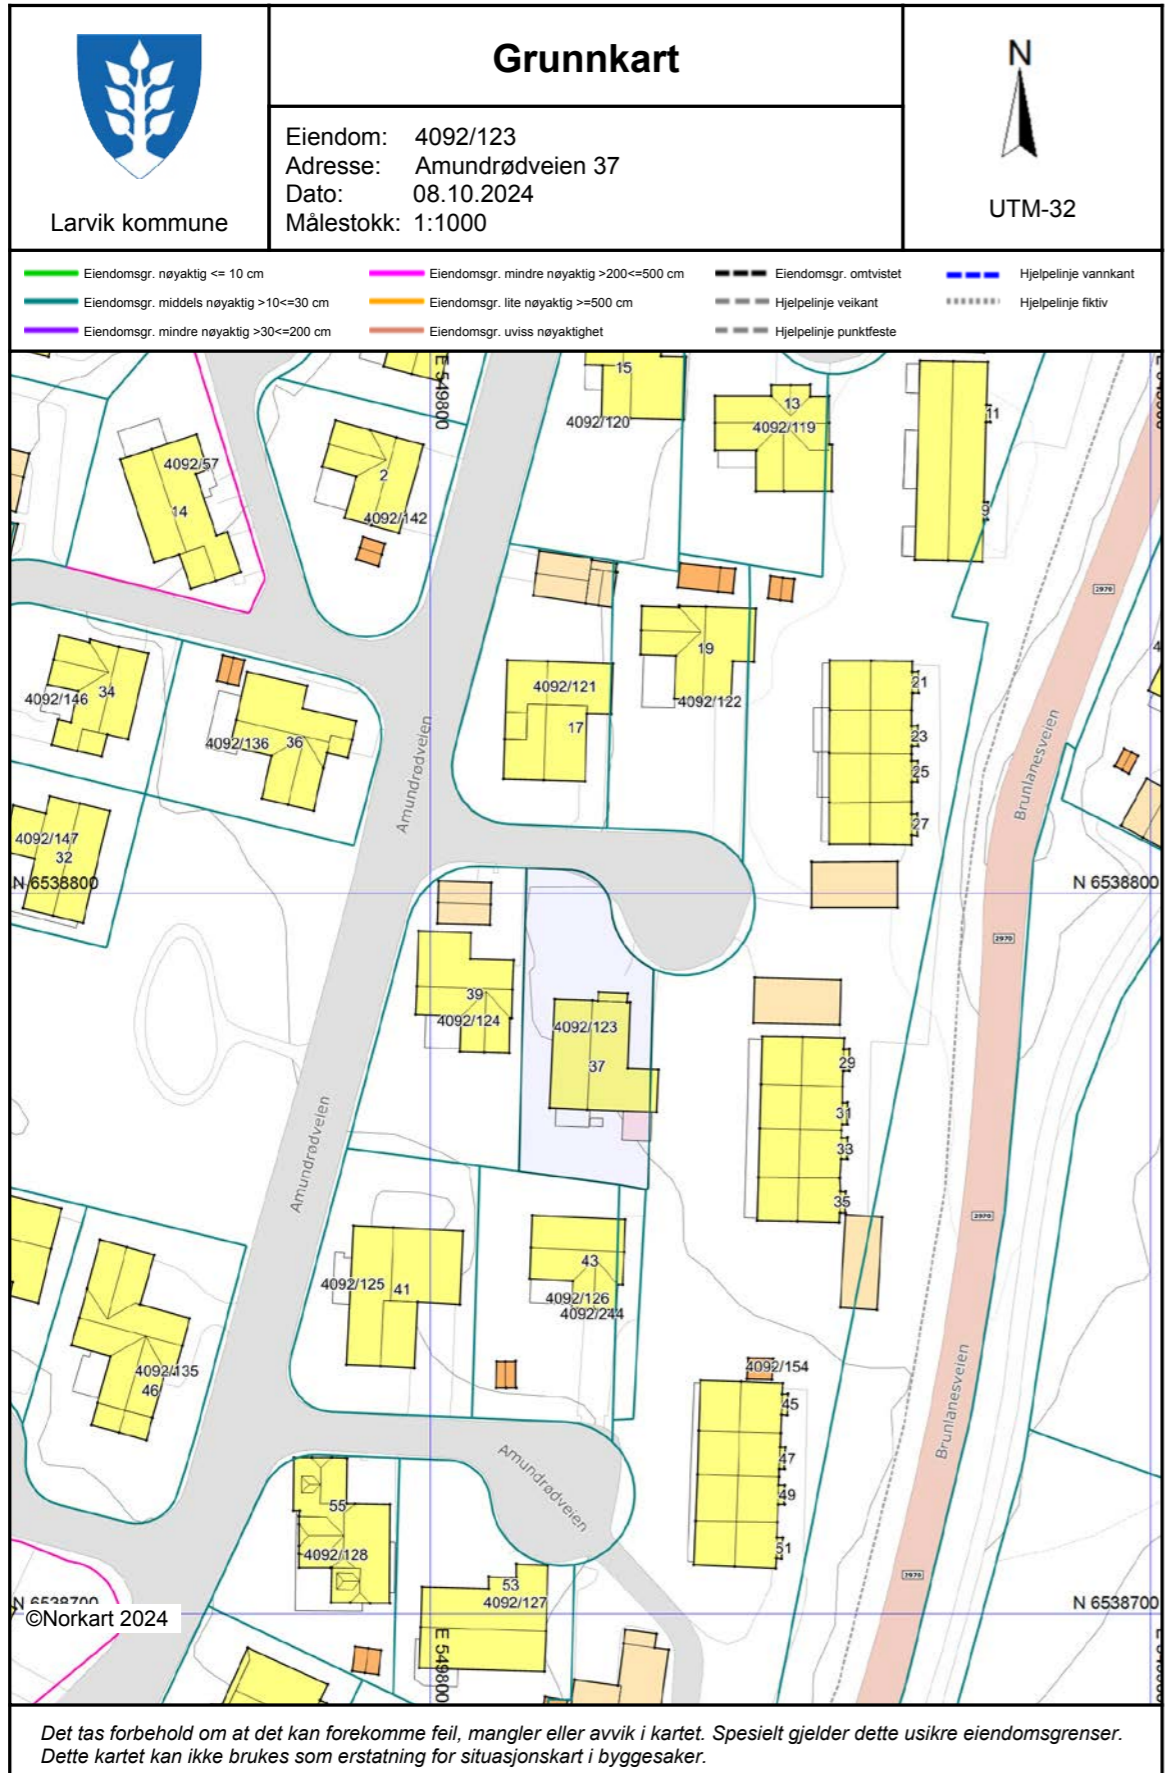 Grunnkart
N
Eiendom: 4092/123
Adresse: Amundrødveien 37
Dato: 08.10.2024
Målestokk: 1:1000
Larvik kommune
UTM-32
Eiendomsgr. nøyaktig <= 10 cm
Eiendomsgr. mindre nøyaktig >200<=500 cm
Eiendomsgr. omtvistet
Hjelpelinje vannkant
Eiendomsgr. middels nøyaktig >10<=30 cm
Eiendomsgr. lite nøyaktig >=500 cm
Hjelpelinje veikant
Hjelpelinje fiktiv
Eiendomsgr. mindre nøyaktig >30<=200 cm
Eiendomsgr. uviss nøyaktighet
Hjelpelinje punktfeste
E 549800
15
4092/120
13
4092/119
11
9
4092/57
14
2
4092/142
2970
19
4092/122
4092/121
17
34
4092/146
4092/136 36
21
23
25
27
Amundrødveien
Brunlanesveien
4092/147
32
N 6538800
N 6538800
2970
39
4092/124
4092/123
37
29
31
33
35
Amundrødveien
2970
4092/125 41
43
4092/126
4092/244
4092/135
46
4092/154
45
47
49
51
Brunlanesveien
Amundrødveien
55
4092/128
53
4092/127
2970
N 6538700
N 6538700
©Norkart 2024
E 549800
Det tas forbehold om at det kan forekomme feil, mangler eller avvik i kartet. Spesielt gjelder dette usikre eiendomsgrenser.
Dette kartet kan ikke brukes som erstatning for situasjonskart i byggesaker.